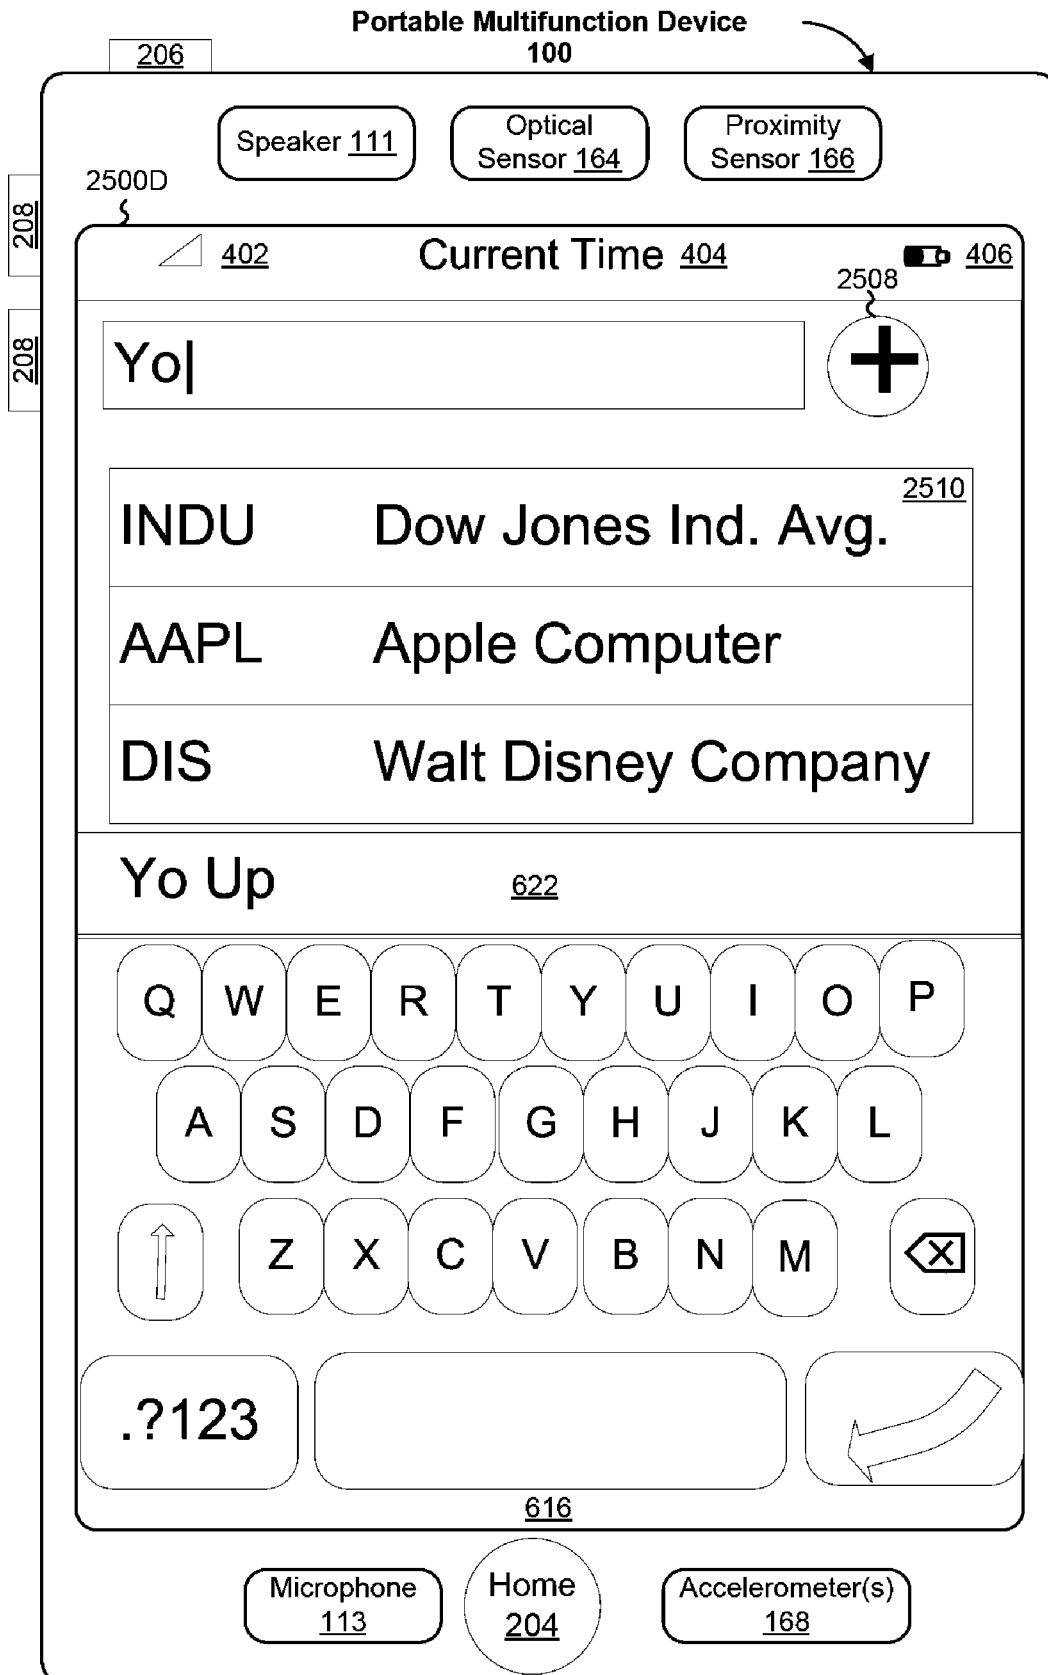 Portable Multifunction Device
100
206
Speaker 111
Optical
Sensor 164
Proximity
Sensor 166
2500D
208
402
Current Time 404
406
2508
208
Yo
2510
INDU Dow Jones Ind. Avg.
AAPL Apple Computer
DIS Walt Disney Company
Yo Up 622
Q W E R T Y U I O P
A S D F G H J K L
Z X C V B N M
.?123
616
Microphone
113
Home
204
Accelerometer(s)
168